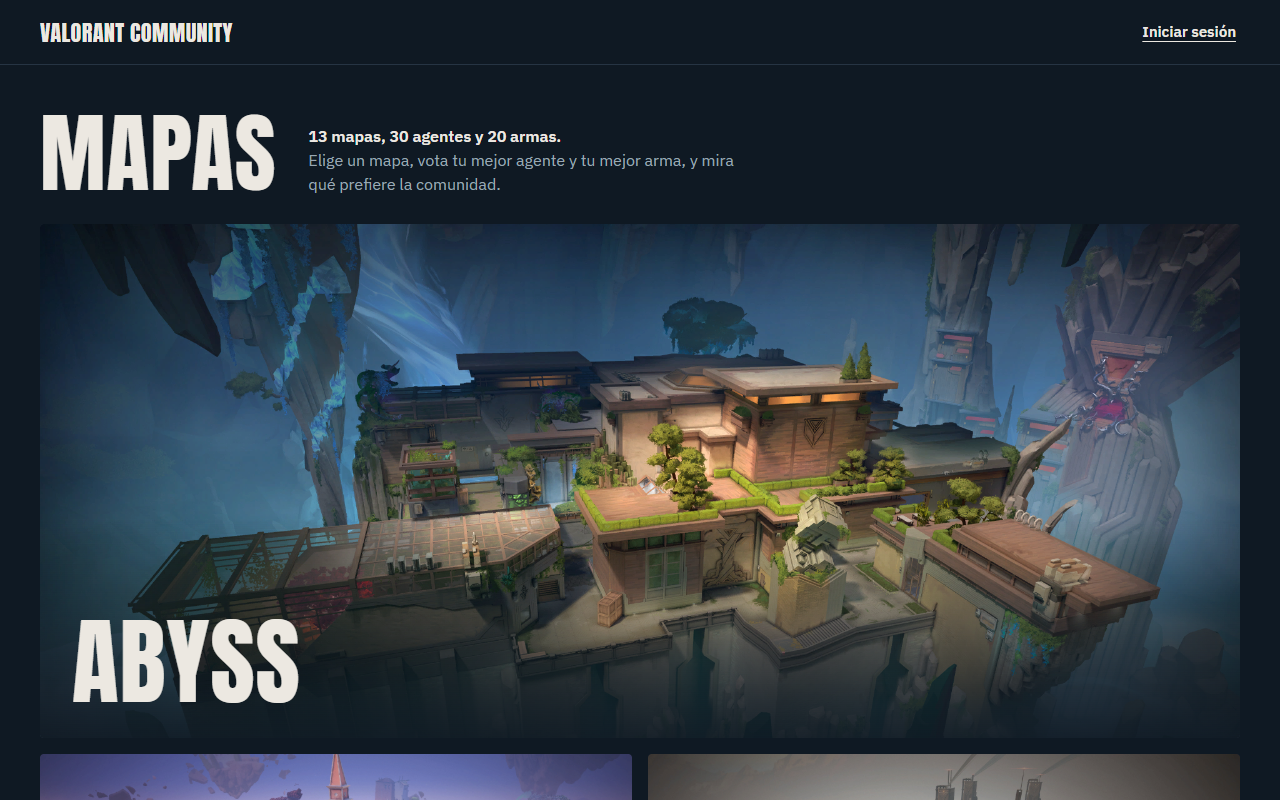 VALORANT COMMUNITY
Iniciar sesión
MAPAS
13 mapas, 30 agentes y 20 armas.
Elige un mapa, vota tu mejor agente y tu mejor arma, y mira
qué prefiere la comunidad.
ABYSS